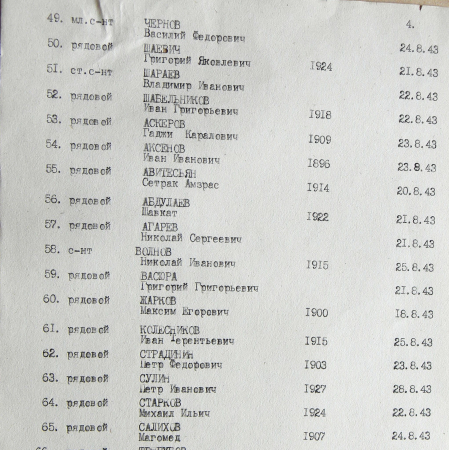 49. мл.с-нт ЧЕРНОВ 4.
Василий Федорович
50. рядовой ШАЕВИЧ 24.8.43
Григорий Яковлевич 1924
51. ст.с-нт ШАРАЕВ 21.8.43
Владимир Иванович
52. рядовой ШАБЕЛЬНИКОВ 22.8.43
Иван Григорьевич 1918
53. рядовой АСКЕРОВ 22.8.43
Гаджи Каралович 1909
54. рядовой АКСЕНОВ 23.8.43
Иван Иванович 1896
55. рядовой АВИТЕСЬЯН 23.8.43
Сетрак Амзрас 1914 20.8.43
56. рядовой АБДУЛАЕВ
Шавкат 1922 21.8.43
57. рядовой АГАРЕВ
Николай Сергеевич 21.8.43
58. с-нт ВОЛНОВ
Николай Иванович 1915 25.8.43
59. рядовой ВАСЮРА
Григорий Григорьевич 21.8.43
60. рядовой ЖАРКОВ
Максим Егорович 1900 18.8.43
61. рядовой КОЛЕСНИКОВ
Иван Терентьевич 1915 25.8.43
62. рядовой СТРАДИНИН
Петр Федорович 1903 23.8.43
63. рядовой СУЛИН
Петр Иванович 1927 28.8.43
64. рядовой СТАРКОВ
Михаил Ильич 1924 22.8.43
65. рядовой САЛИХОВ
Магомед 1907 24.8.43